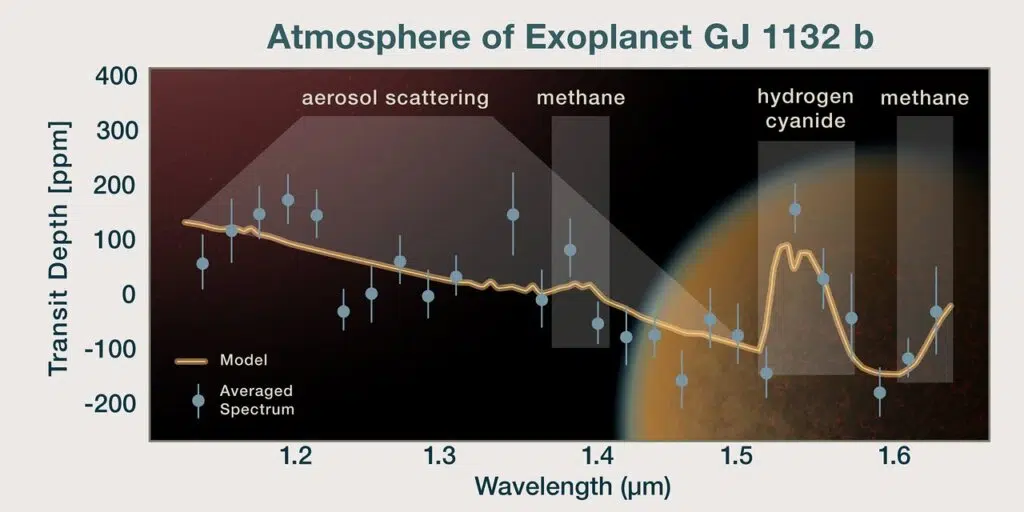 Atmosphere of Exoplanet GJ 1132 b
400
300
200
100
0
-100
-200
Transit Depth [ppm]
aerosol scattering
methane
hydrogen
cyanide
methane
Model
Averaged
Spectrum
1.2
1.3
1.4
1.5
1.6
Wavelength (μm)